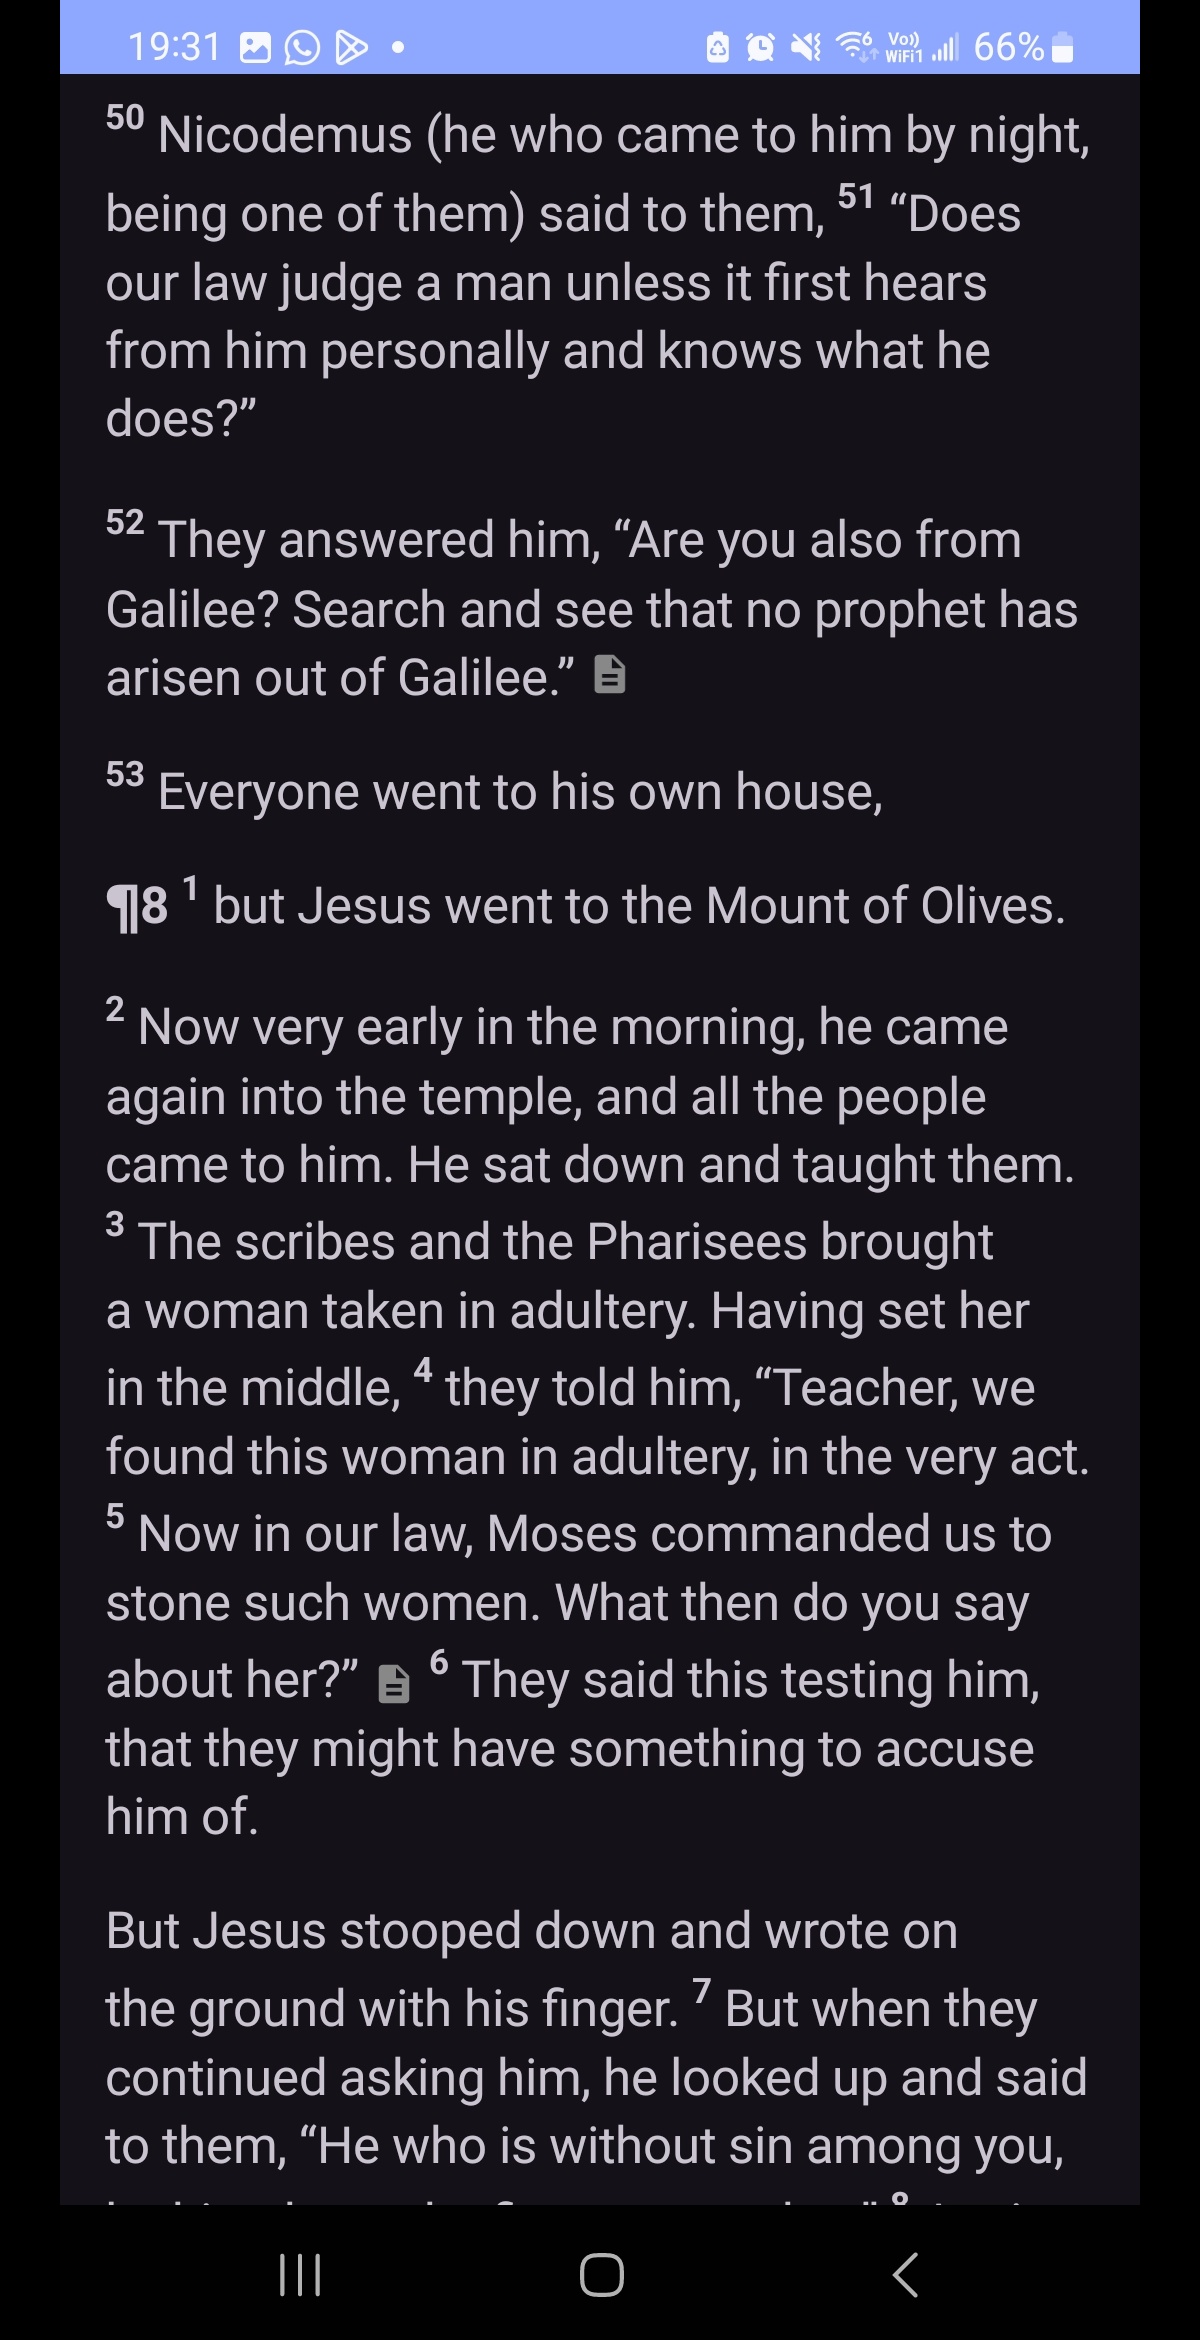 19:31
6 Vo)) WiFi1 66%
50 Nicodemus (he who came to him by night,
being one of them) said to them, 51 “Does
our law judge a man unless it first hears
from him personally and knows what he
does?”
52 They answered him, “Are you also from
Galilee? Search and see that no prophet has
arisen out of Galilee.”
53 Everyone went to his own house,
¶8 1 but Jesus went to the Mount of Olives.
2 Now very early in the morning, he came
again into the temple, and all the people
came to him. He sat down and taught them.
3 The scribes and the Pharisees brought
a woman taken in adultery. Having set her
in the middle, 4 they told him, “Teacher, we
found this woman in adultery, in the very act.
5 Now in our law, Moses commanded us to
stone such women. What then do you say
about her?” 6 They said this testing him,
that they might have something to accuse
him of.
But Jesus stooped down and wrote on
the ground with his finger. 7 But when they
continued asking him, he looked up and said
to them, “He who is without sin among you,
8